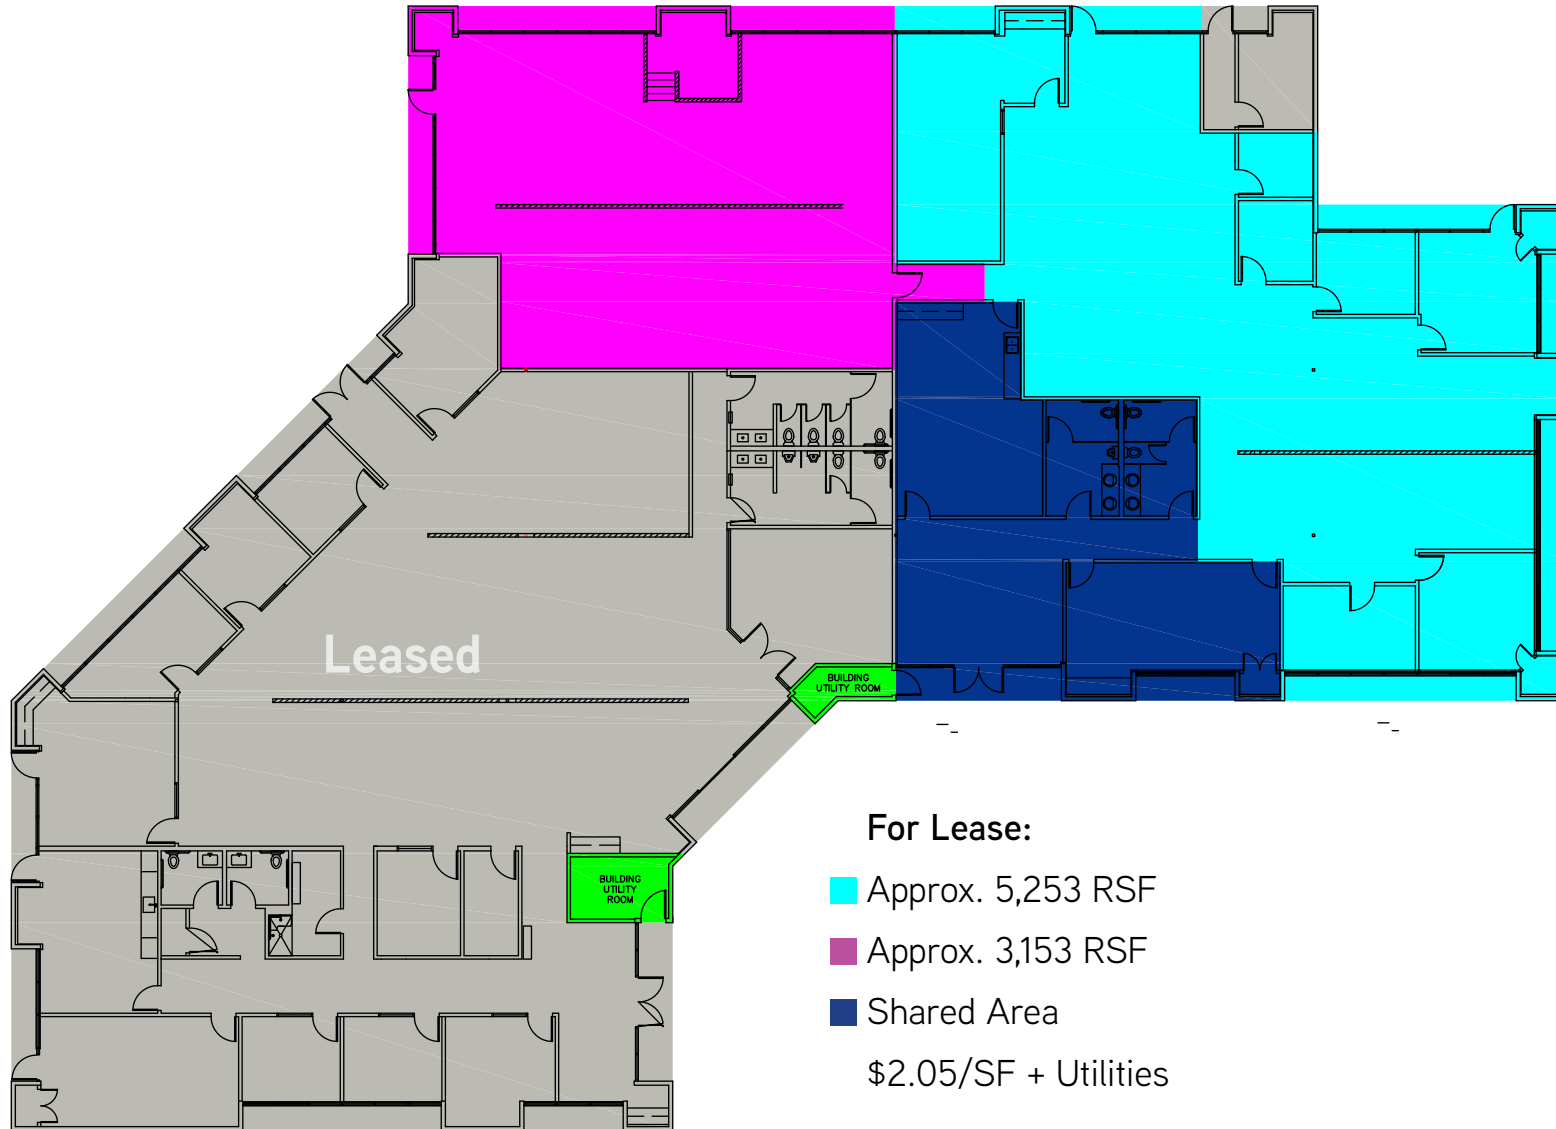 Leased
BUILDING
UTILITY ROOM
For Lease:
Approx. 5,253 RSF
BUILDING
UTILITY
ROOM
Approx. 3,153 RSF
Shared Area
$2.05/SF + Utilities